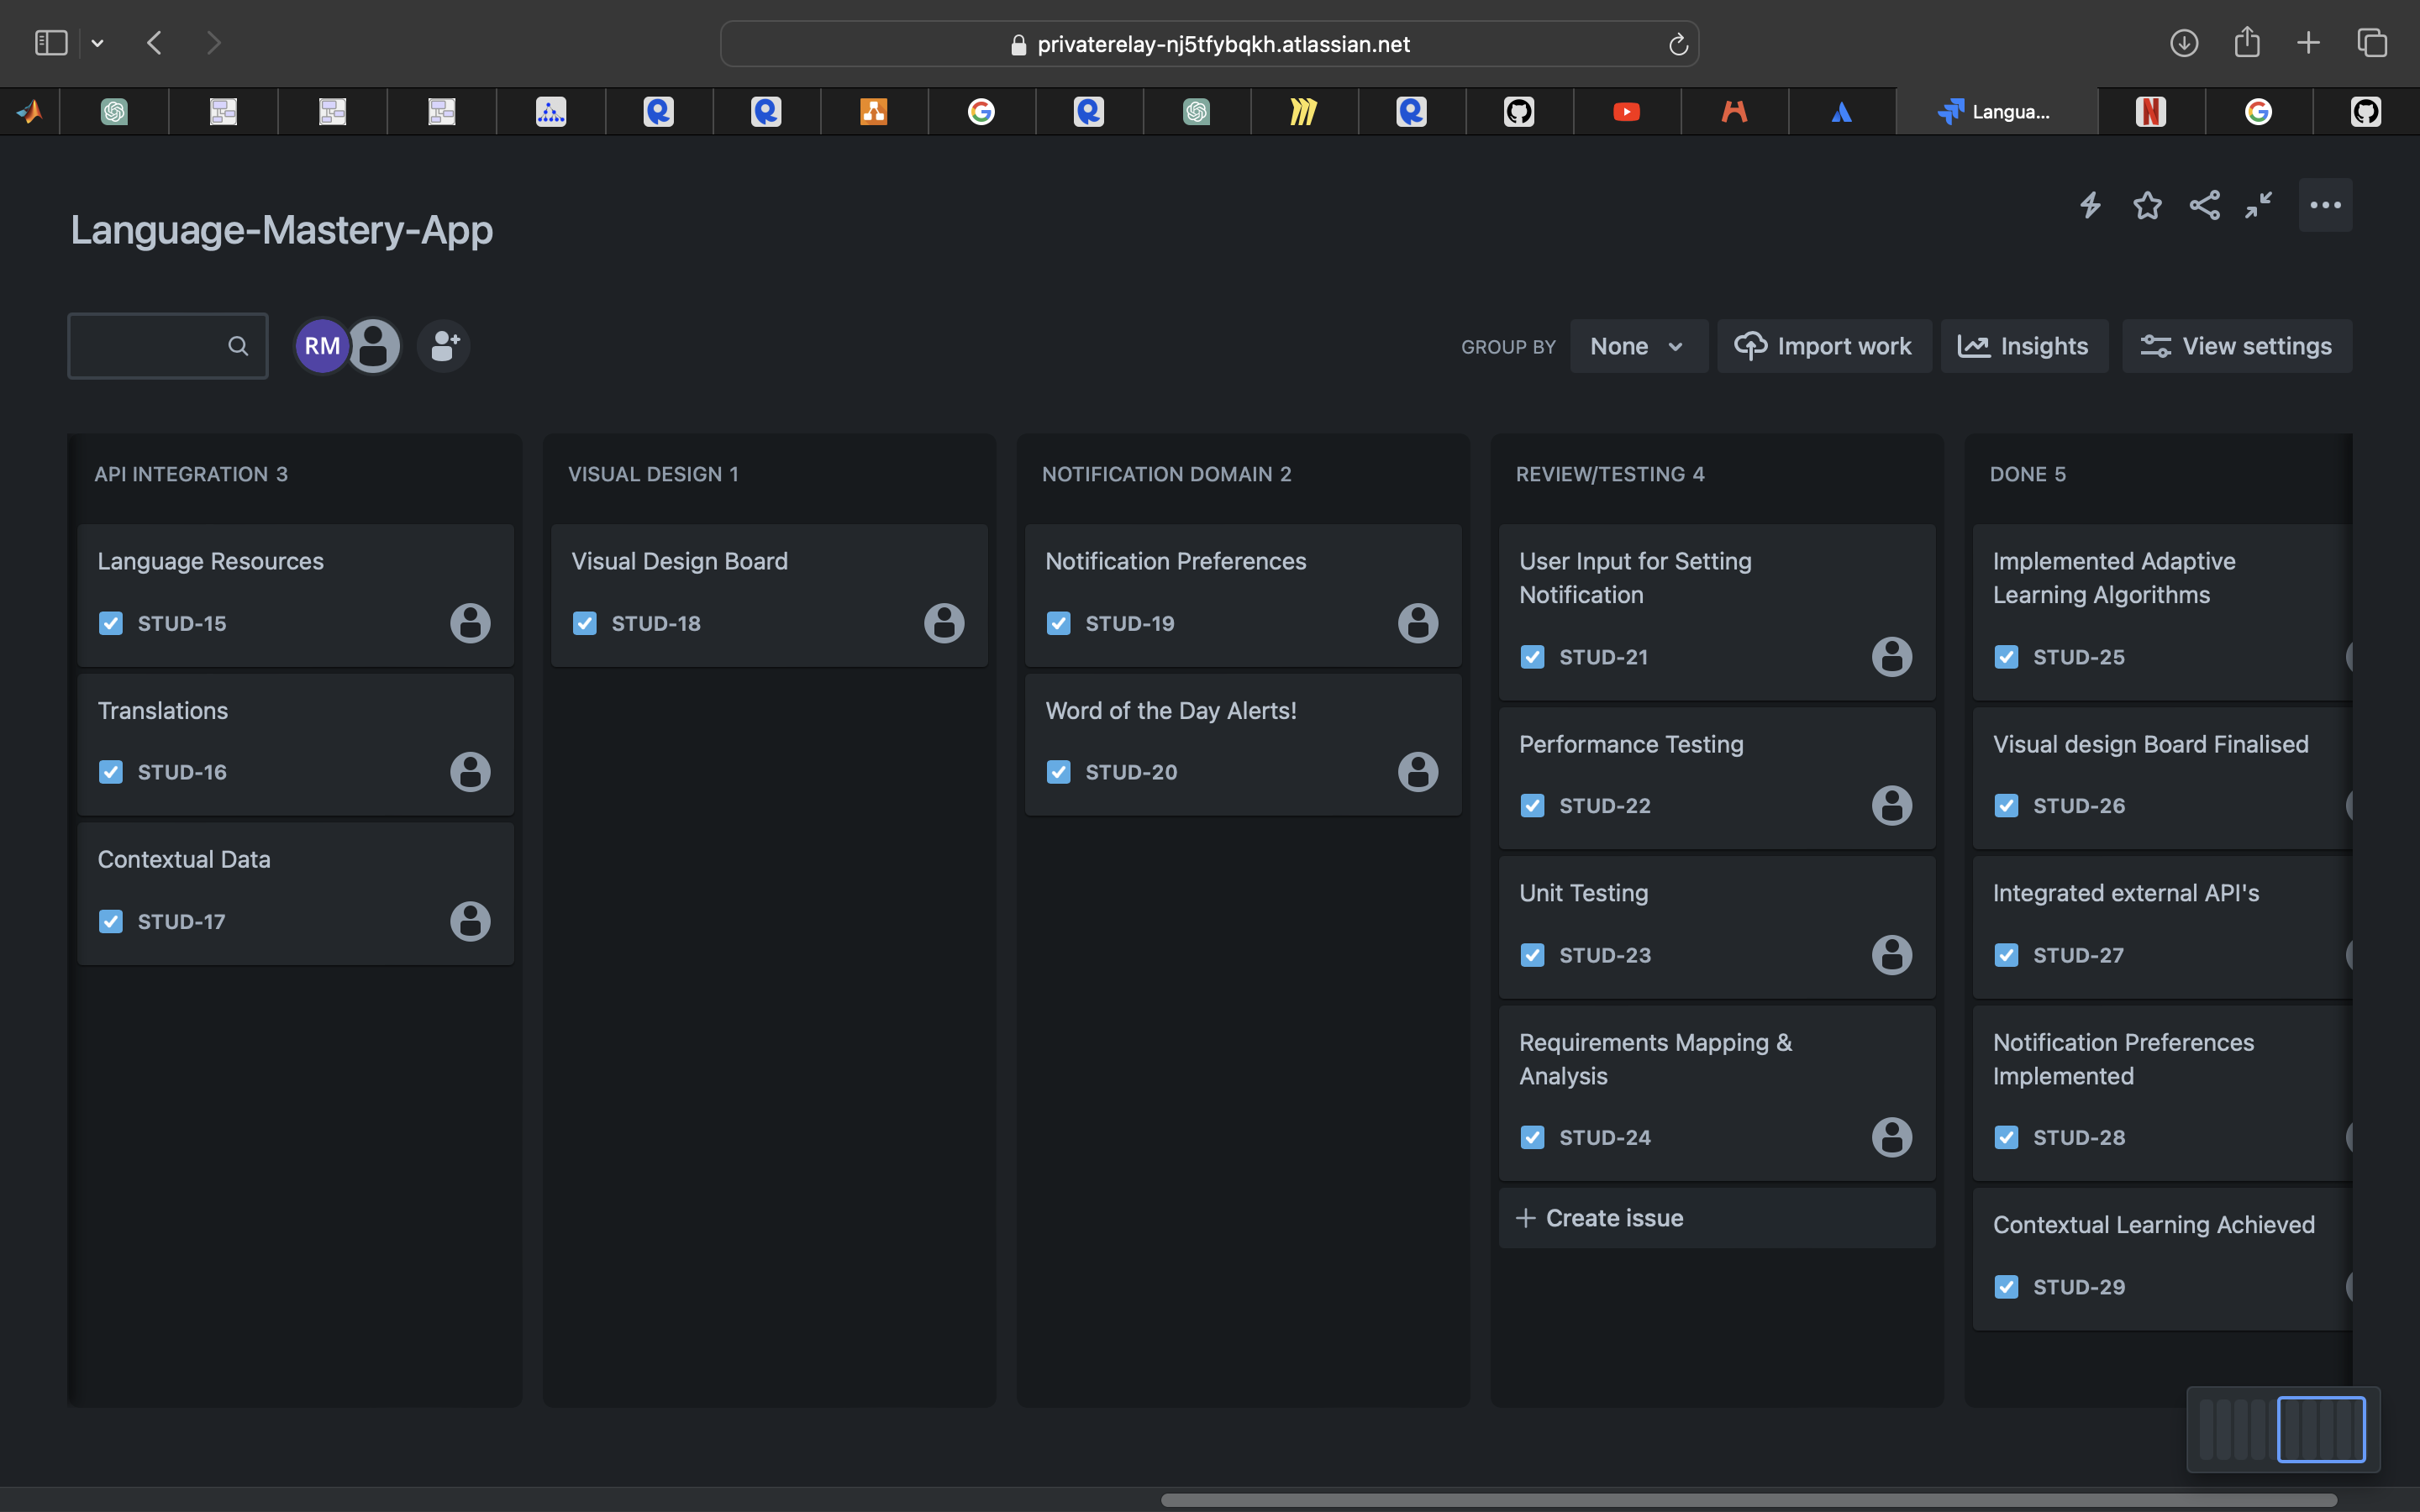 privaterelay-nj5tfybqkh.atlassian.net
Langua...
Language-Mastery-App
RM
GROUP BY
None
Import work
Insights
View settings
API INTEGRATION 3
Language Resources
STUD-15
Translations
STUD-16
Contextual Data
STUD-17
VISUAL DESIGN 1
Visual Design Board
STUD-18
NOTIFICATION DOMAIN 2
Notification Preferences
STUD-19
Word of the Day Alerts!
STUD-20
REVIEW/TESTING 4
User Input for Setting
Notification
STUD-21
Performance Testing
STUD-22
Unit Testing
STUD-23
Requirements Mapping &
Analysis
STUD-24
Create issue
DONE 5
Implemented Adaptive
Learning Algorithms
STUD-25
Visual design Board Finalised
STUD-26
Integrated external API's
STUD-27
Notification Preferences
Implemented
STUD-28
Contextual Learning Achieved
STUD-29